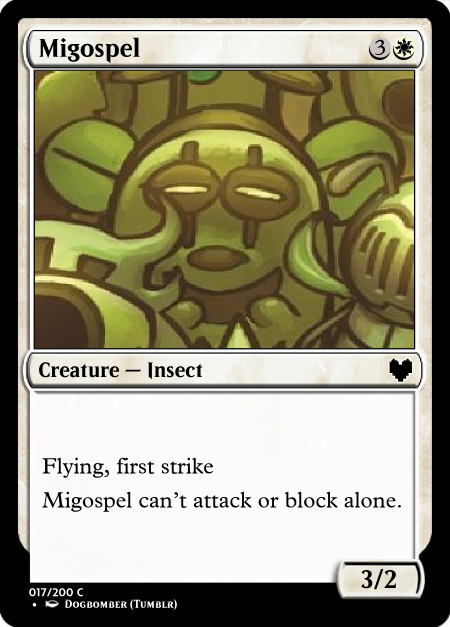 Migospel 3
Creature — Insect
Flying, first strike
Migospel can't attack or block alone.
3/2
017/200 C
• Dogbomber (Tumblr)